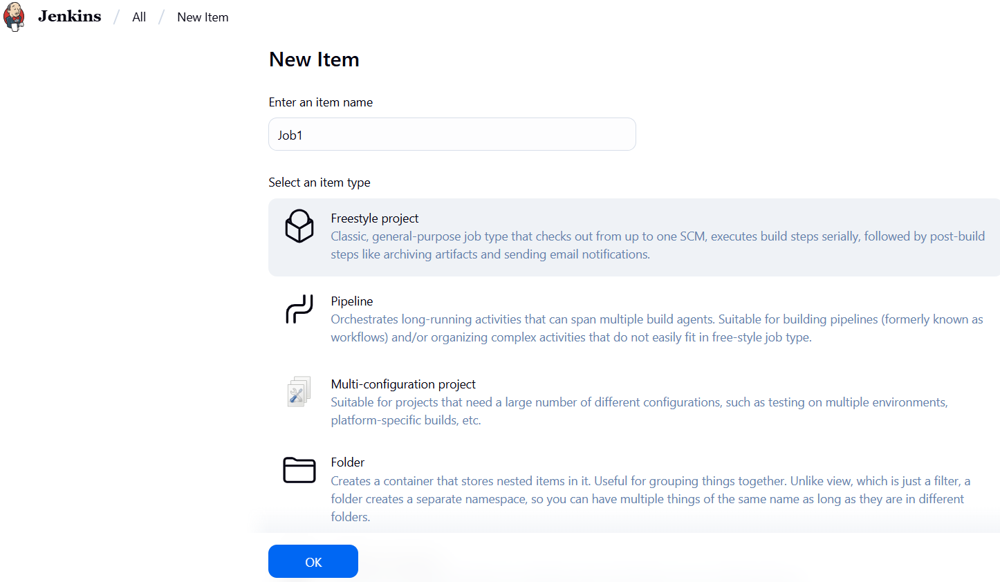 Jenkins / All / New Item
New Item
Enter an item name
Job1
Select an item type
Freestyle project
Classic, general-purpose job type that checks out from up to one SCM, executes build steps serially, followed by post-build
steps like archiving artifacts and sending email notifications.
Pipeline
Orchestrates long-running activities that can span multiple build agents. Suitable for building pipelines (formerly known as
workflows) and/or organizing complex activities that do not easily fit in free-style job type.
Multi-configuration project
Suitable for projects that need a large number of different configurations, such as testing on multiple environments,
platform-specific builds, etc.
Folder
Creates a container that stores nested items in it. Useful for grouping things together. Unlike view, which is just a filter, a
folder creates a separate namespace, so you can have multiple things of the same name as long as they are in different
folders.
OK